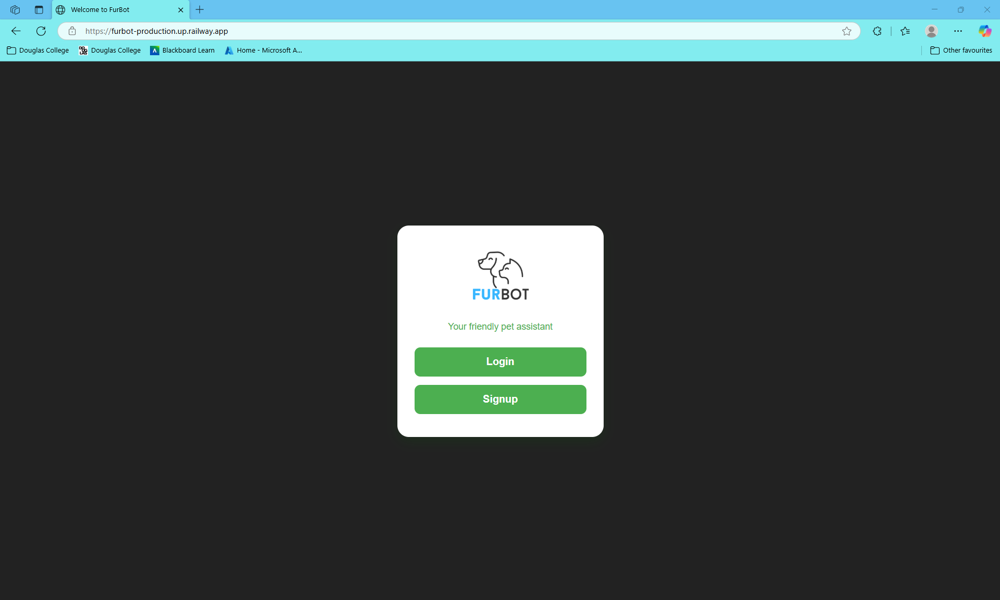 Welcome to FurBot
https://furbot-production.up.railway.app
Douglas College
Douglas College
Blackboard Learn
Home - Microsoft A...
Other favourites
FURBOT
Your friendly pet assistant
Login
Signup